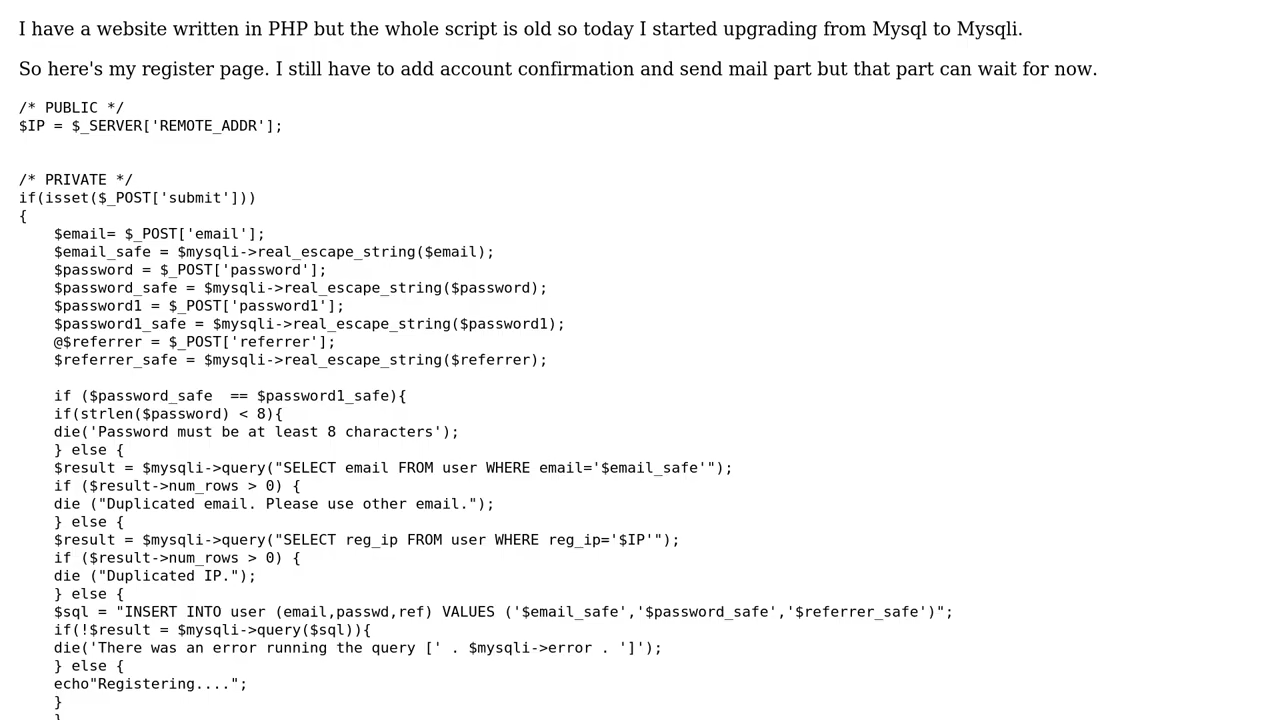 I have a website written in PHP but the whole script is old so today I started upgrading from Mysql to Mysqli.
So here's my register page. I still have to add account confirmation and send mail part but that part can wait for now.
/* PUBLIC */
$IP = $_SERVER['REMOTE_ADDR'];
/* PRIVATE */
if(isset($_POST['submit']))
{
    $email= $_POST['email'];
    $email_safe = $mysqli->real_escape_string($email);
    $password = $_POST['password'];
    $password_safe = $mysqli->real_escape_string($password);
    $password1 = $_POST['password1'];
    $password1_safe = $mysqli->real_escape_string($password1);
    @$referrer = $_POST['referrer'];
    $referrer_safe = $mysqli->real_escape_string($referrer);
    if ($password_safe  == $password1_safe){
    if(strlen($password) < 8){
    die('Password must be at least 8 characters');
    } else {
    $result = $mysqli->query("SELECT email FROM user WHERE email='$email_safe'");
    if ($result->num_rows > 0) {
    die ("Duplicated email. Please use other email.");
    } else {
    $result = $mysqli->query("SELECT reg_ip FROM user WHERE reg_ip='$IP'");
    if ($result->num_rows > 0) {
    die ("Duplicated IP.");
    } else {
    $sql = "INSERT INTO user (email,passwd,ref) VALUES ('$email_safe','$password_safe','$referrer_safe')";
    if(!$result = $mysqli->query($sql)){
    die('There was an error running the query [' . $mysqli->error . ']');
    } else {
    echo"Registering....";
    }
    }